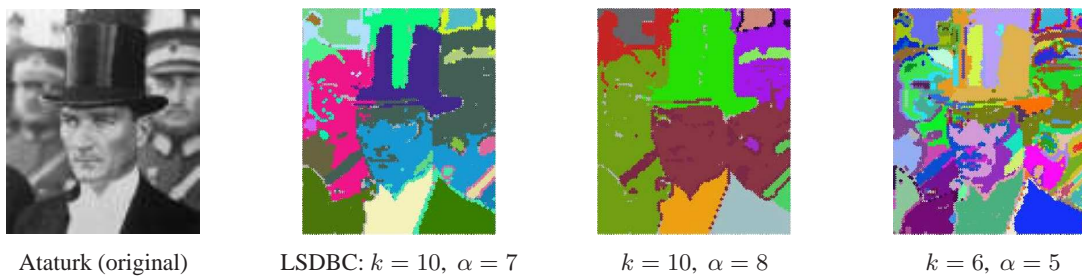 Ataturk (original)
LSDBC: k = 10, α = 7
k = 10, α = 8
k = 6, α = 5